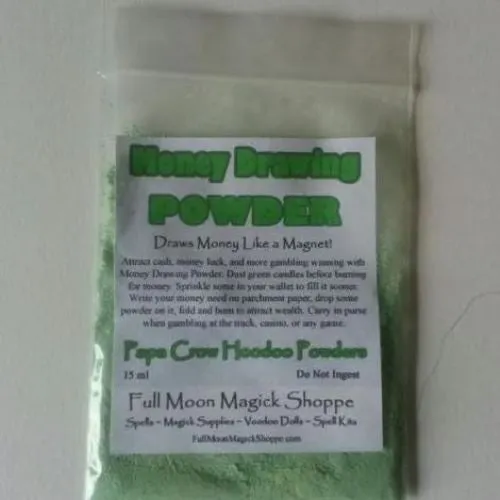 Money Drawing
POWDER
Draws Money Like a Magnet!
Attract cash, money luck, and move gambling winning with
Money Drawing Powder. Dust green candles before burning
for money. Sprinkle some in your wallet to fill it sooner.
Write your money need on parchment paper, drop some
powder on it, fold and burn to attract wealth. Carry in purse
when gambling at the track, casino, or any game.
Papa Crow Hoodoo Powders
15 ml Do Not Ingest
Full Moon Magick Shoppe
Spells ~ Magick Supplies ~ Voodoo Dolls ~ Spell Kits
FullMoonMagickShoppe.com